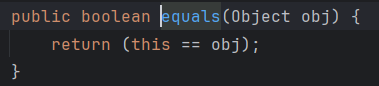 public boolean equals(Object obj) {
    return (this == obj);
}